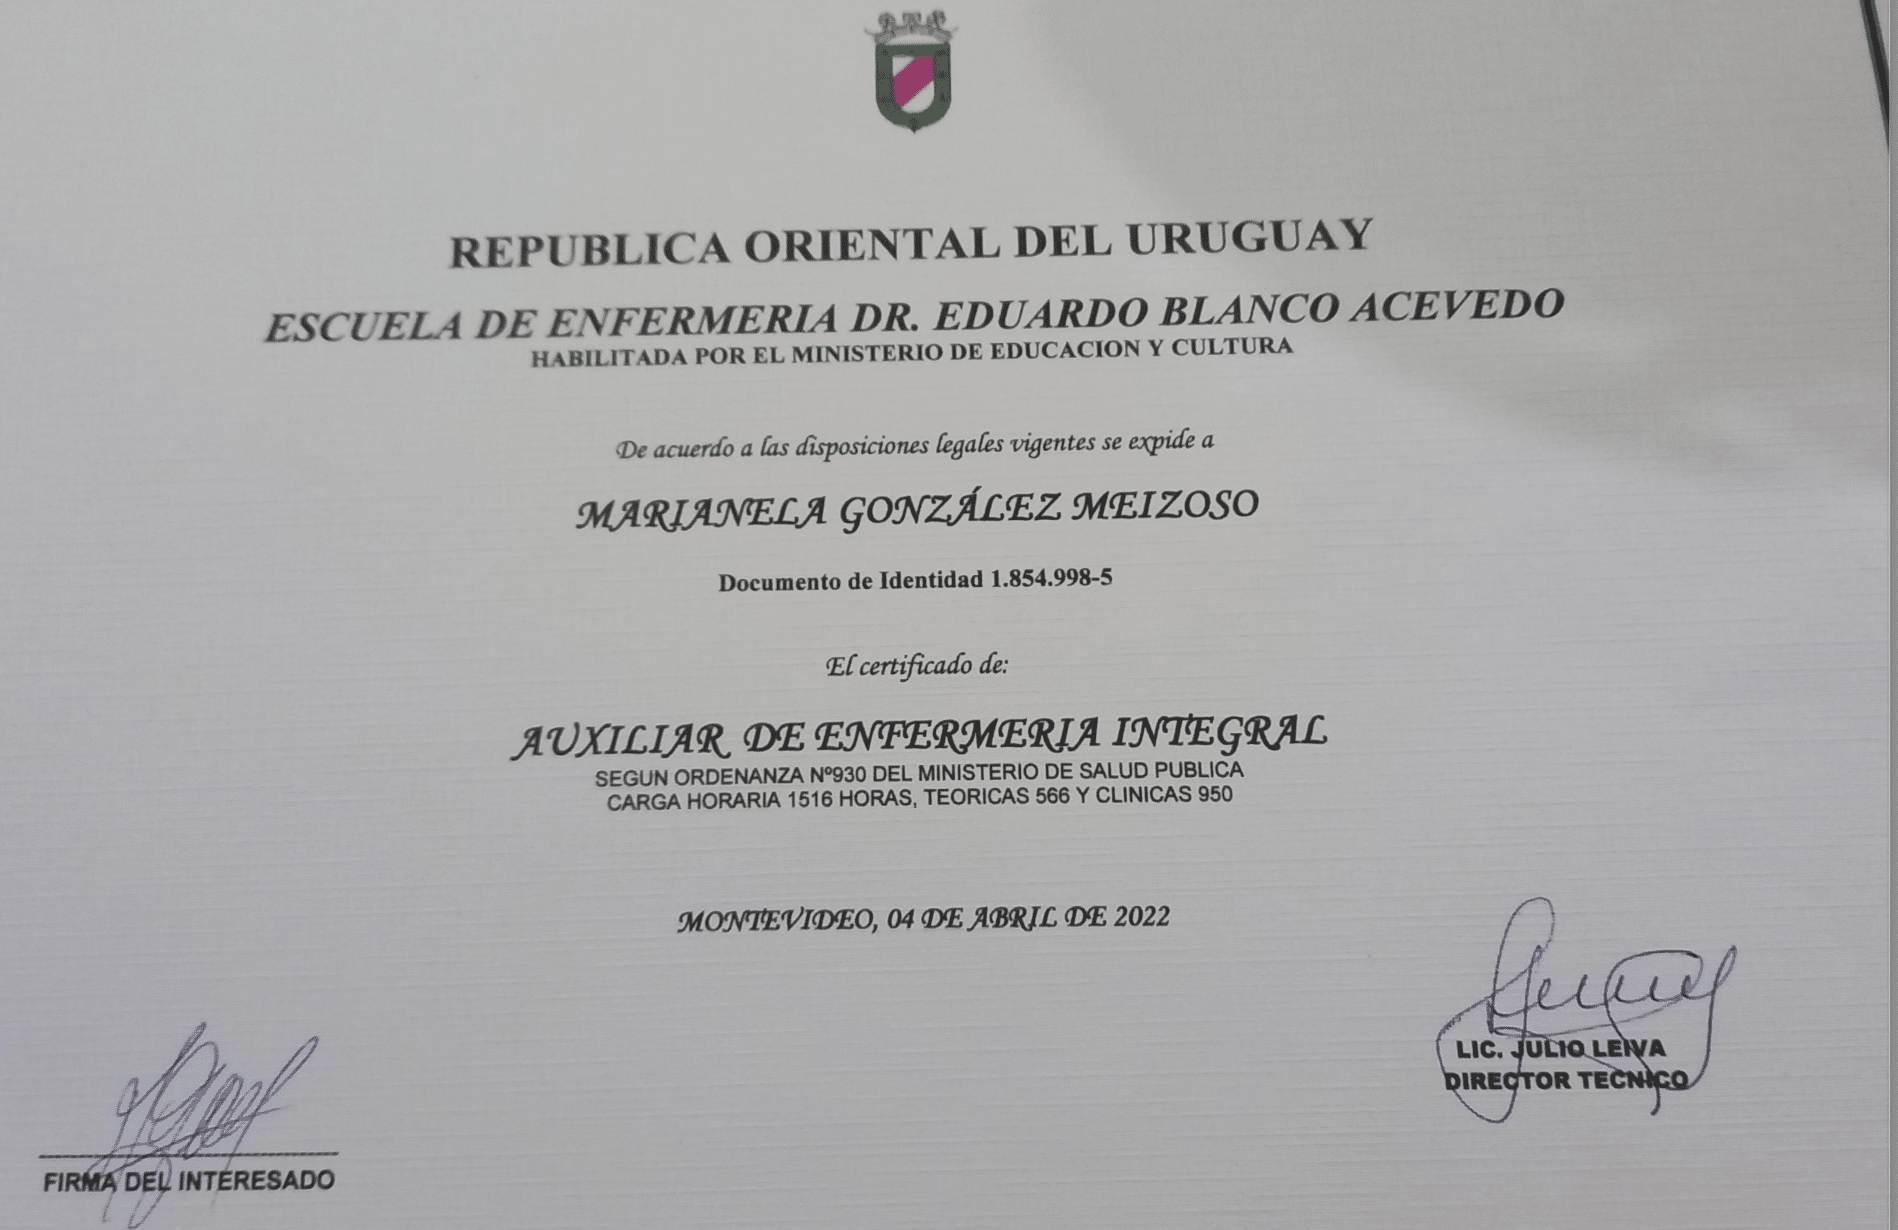 REPUBLICA ORIENTAL DEL URUGUAY
ESCUELA DE ENFERMERIA DR. EDUARDO BLANCO ACEVEDO
HABILITADA POR EL MINISTERIO DE EDUCACION Y CULTURA
De acuerdo a las disposiciones legales vigentes se expide a
MARIANELA GONZÁLEZ MEIZOSO
Documento de Identidad 1.854.998-5
El certificado de:
AUXILIAR DE ENFERMERIA INTEGRAL
SEGUN ORDENANZA Nº930 DEL MINISTERIO DE SALUD PUBLICA
CARGA HORARIA 1516 HORAS, TEORICAS 566 Y CLINICAS 950
MONTEVIDEO, 04 DE ABRIL DE 2022
LIC. JULIO LEIVA
DIRECTOR TECNICO
FIRMA DEL INTERESADO